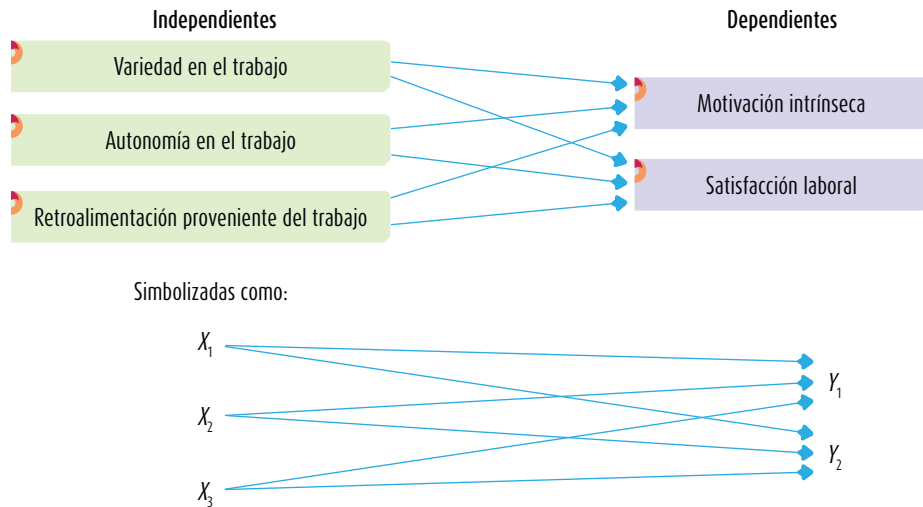 Independientes
Dependientes
Variedad en el trabajo
Autonomía en el trabajo
Retroalimentación proveniente del trabajo
Motivación intrínseca
Satisfacción laboral
Simbolizadas como:
X₁
X₂
X₃
Y₁
Y₂